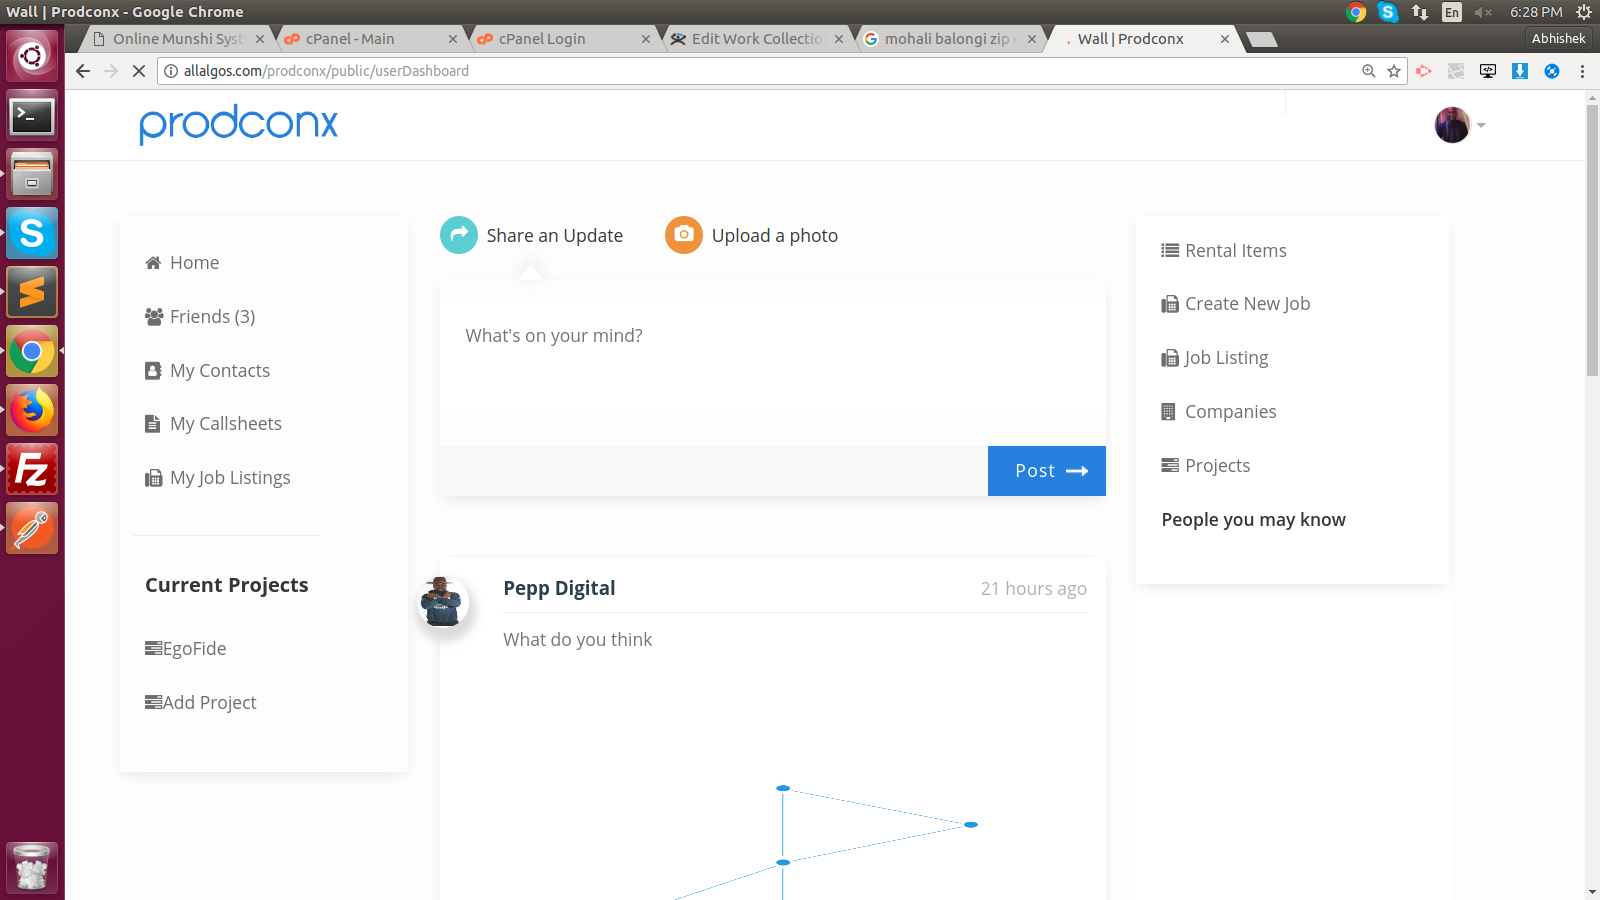 Wall | Prodconx - Google Chrome
En
6:28 PM
Online Munshi Syst
cPanel - Main
cPanel Login
Edit Work Collectio
mohali balongi zip c
Wall | Prodconx
Abhishek
allalgos.com/prodconx/public/userDashboard
prodconx
Home
Friends (3)
My Contacts
My Callsheets
My Job Listings
Current Projects
EgoFide
Add Project
Share an Update
Upload a photo
What's on your mind?
Post
Pepp Digital
21 hours ago
What do you think
Rental Items
Create New Job
Job Listing
Companies
Projects
People you may know